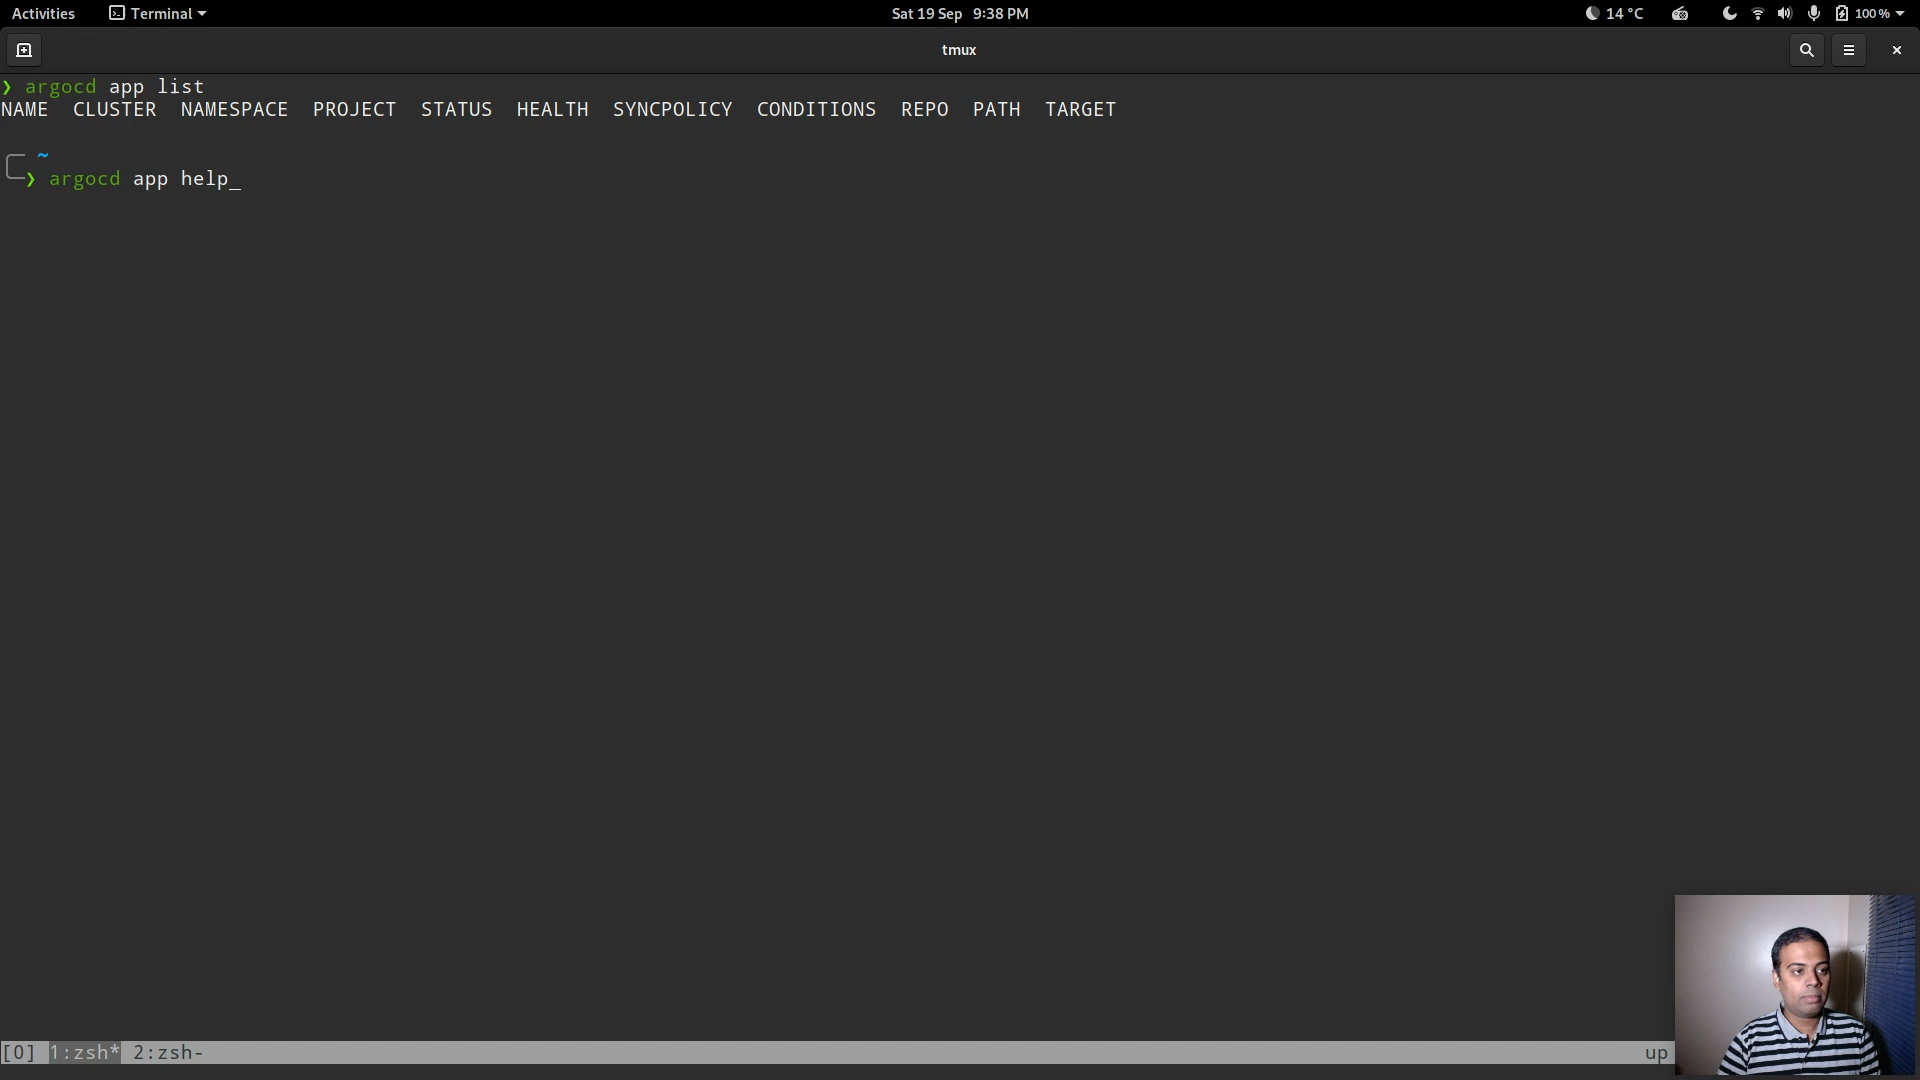 Activities Terminal Sat 19 Sep 9:38 PM 14 °C 100 %
tmux
❯ argocd app list
NAME CLUSTER NAMESPACE PROJECT STATUS HEALTH SYNCPOLICY CONDITIONS REPO PATH TARGET
~
❯ argocd app help_
[0] 1:zsh* 2:zsh- up